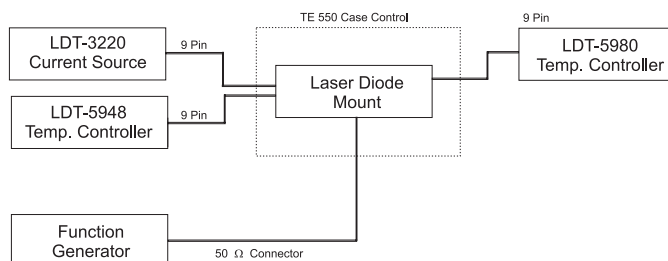 TE 550 Case Control
9 Pin
LDT-3220
Current Source
9 Pin
LDT-5980
Temp. Controller
Laser Diode
Mount
LDT-5948
Temp. Controller
9 Pin
Function
Generator
50 Ω Connector